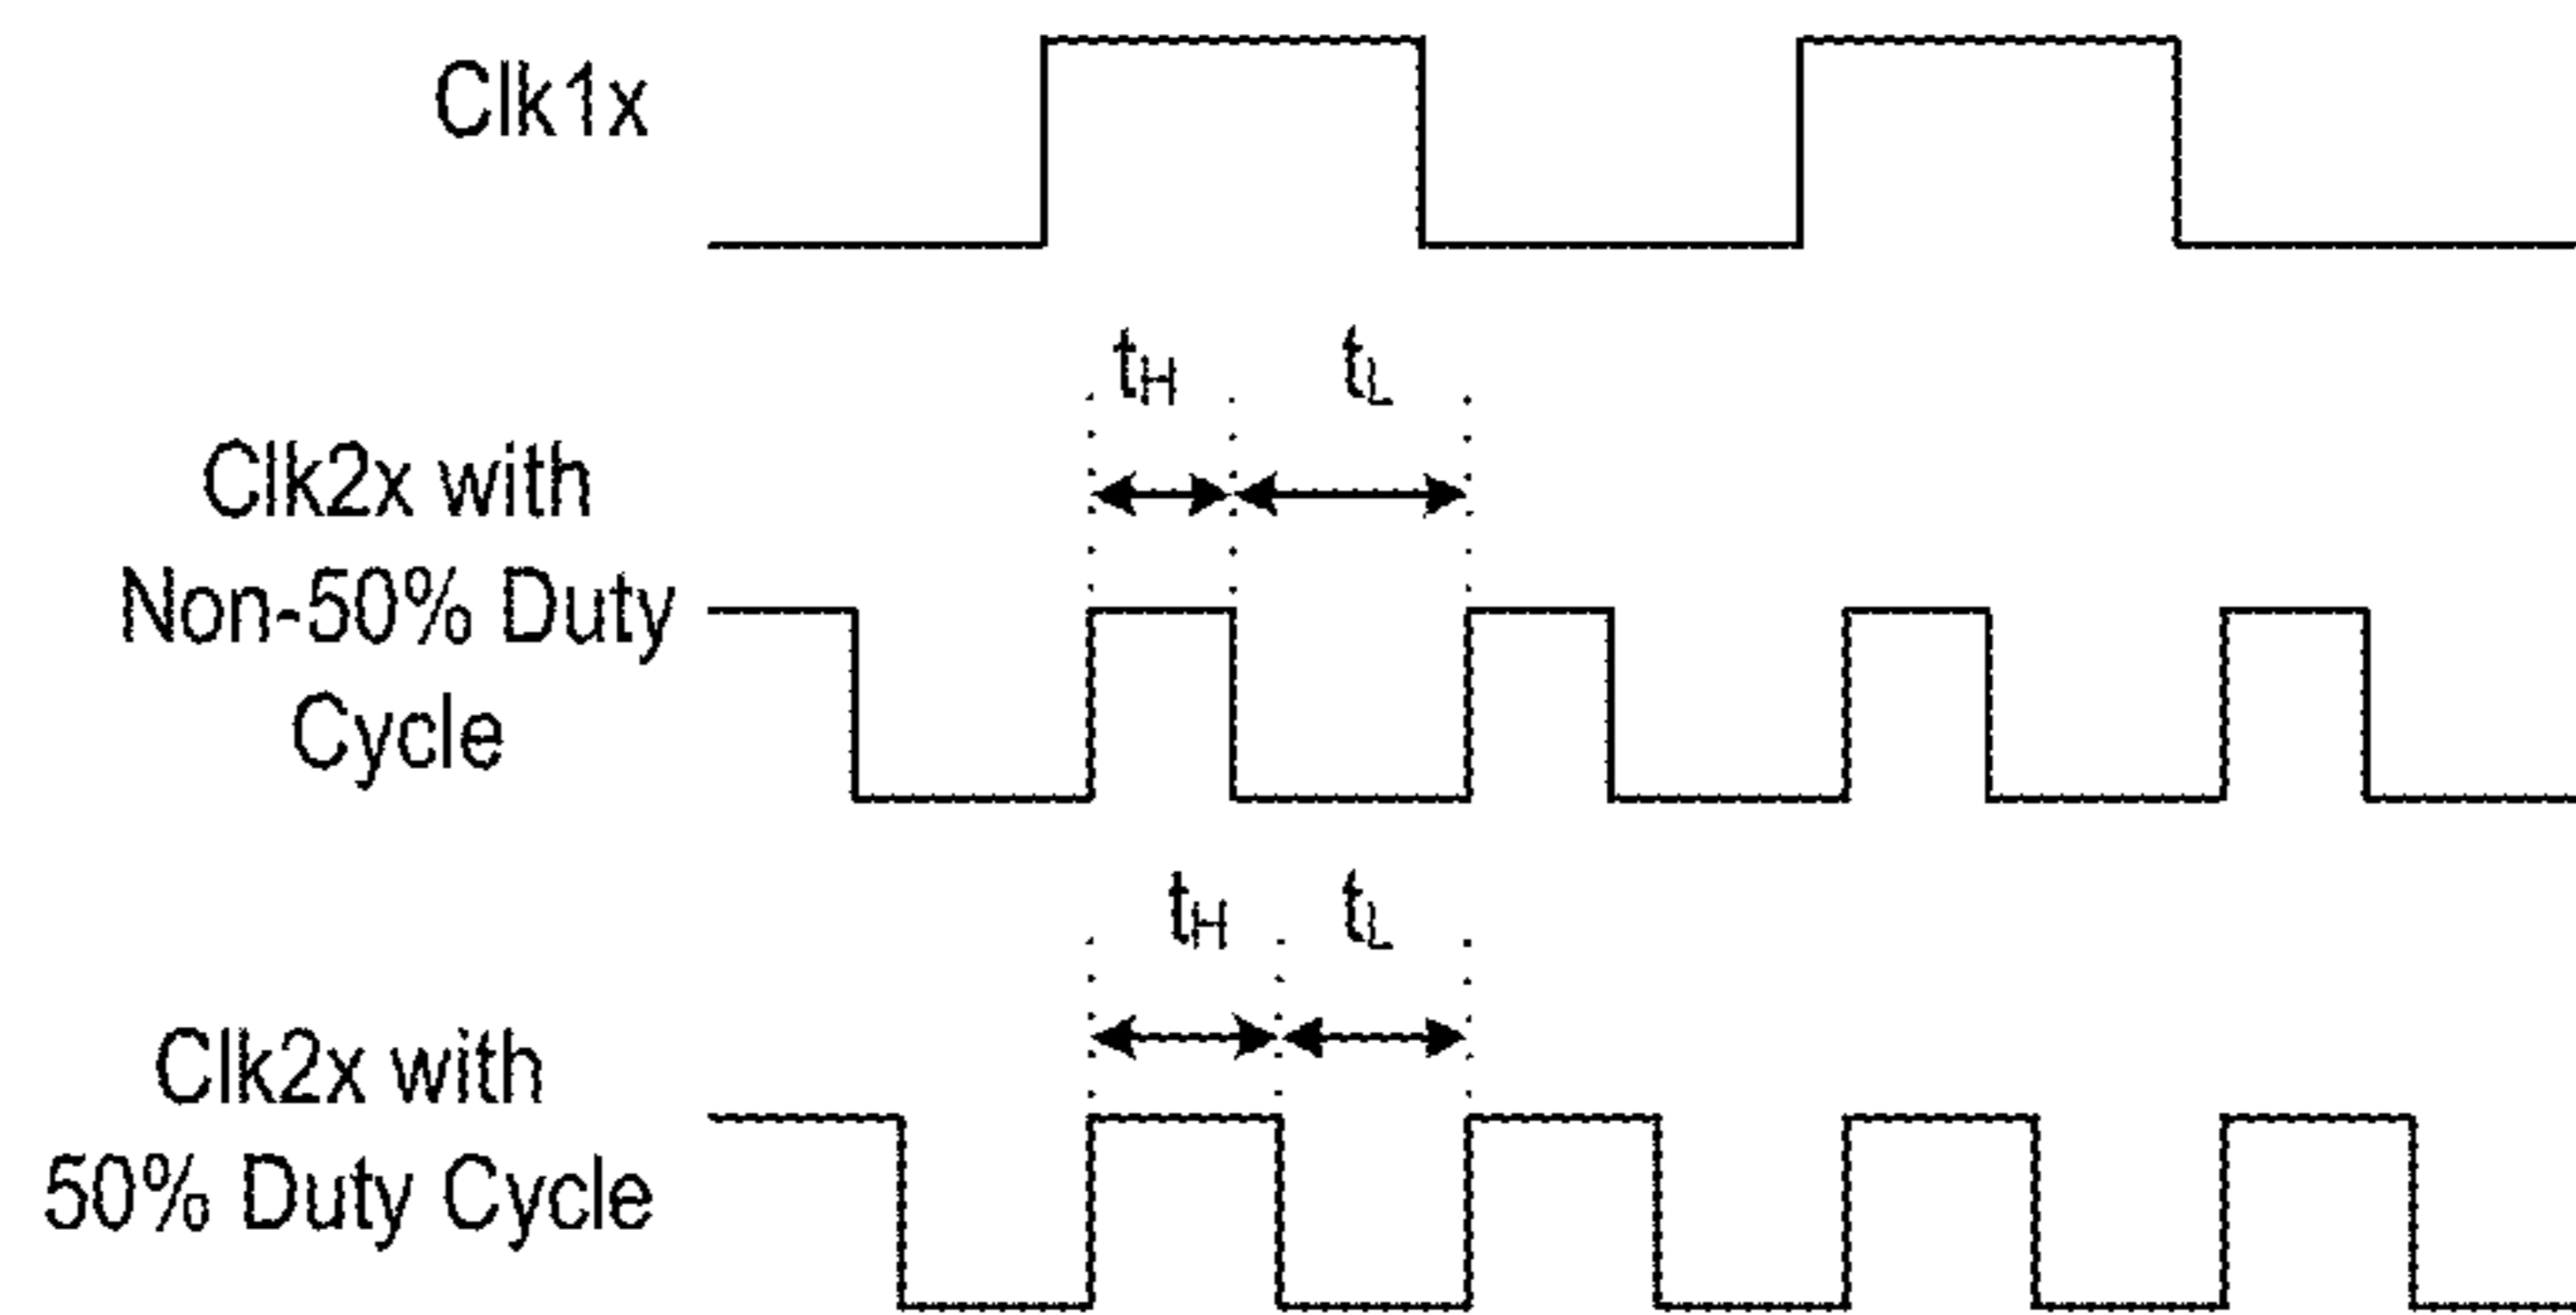 Clk1x
tH
tL
Clk2x with
Non-50% Duty
Cycle
tH
tL
Clk2x with
50% Duty Cycle